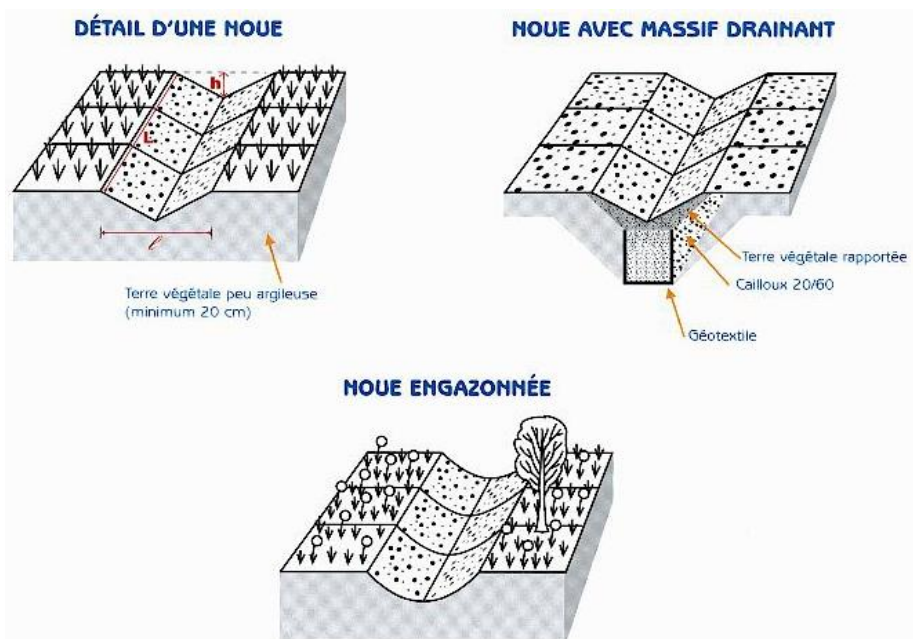 DÉTAIL D'UNE NOUE
NOUE AVEC MASSIF DRAINANT
h
L
l
Terre végétale peu argileuse
(minimum 20 cm)
Terre végétale rapportée
Cailloux 20/60
Géotextile
NOUE ENGAZONNÉE